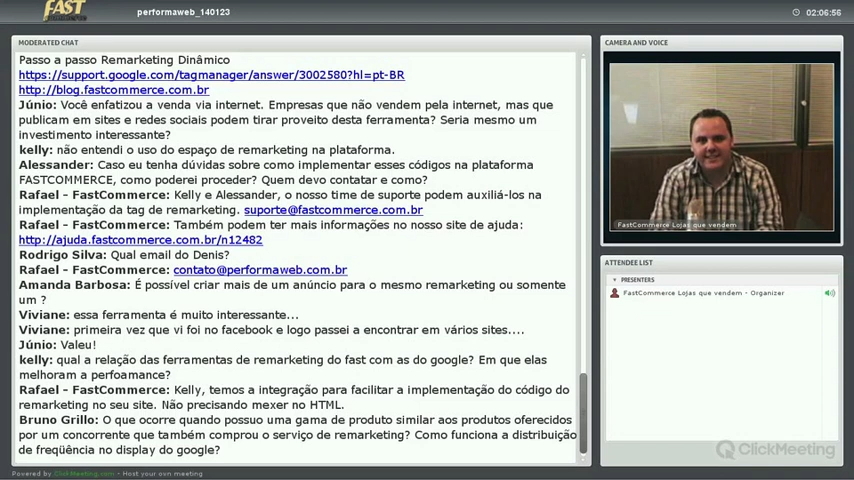 FAST
performaweb_140123
02:06:56
MODERATED CHAT
Passo a passo Remarketing Dinâmico
https://support.google.com/tagmanager/answer/3002580?hl=pt-BR
http://blog.fastcommerce.com.br
Júnio: Você enfatizou a venda via internet. Empresas que não vendem pela internet, mas que
publicam em sites e redes sociais podem tirar proveito desta ferramenta? Seria mesmo um
investimento interessante?
kelly: não entendi o uso do espaço de remarketing na plataforma.
Alessander: Caso eu tenha dúvidas sobre como implementar esses códigos na plataforma
FASTCOMMERCE, como poderei proceder? Quem devo contatar e como?
Rafael - FastCommerce: Kelly e Alessander, o nosso time de suporte podem auxiliá-los na
implementação da tag de remarketing. suporte@fastcommerce.com.br
Rafael - FastCommerce: Também podem ter mais informações no nosso site de ajuda:
http://ajuda.fastcommerce.com.br/n12482
Rodrigo Silva: Qual email do Denis?
Rafael - FastCommerce: contato@performaweb.com.br
Amanda Barbosa: É possível criar mais de um anúncio para o mesmo remarketing ou somente
um ?
Viviane: essa ferramenta é muito interessante...
Viviane: primeira vez que vi foi no facebook e logo passei a encontrar em vários sites....
Júnio: Valeu!
kelly: qual a relação das ferramentas de remarketing do fast com as do google? Em que elas
melhoram a perfoamance?
Rafael - FastCommerce: Kelly, temos a integração para facilitar a implementação do código do
remarketing no seu site. Não precisando mexer no HTML.
Bruno Grillo: O que ocorre quando possuo uma gama de produto similar aos produtos oferecidos
por um concorrente que também comprou o serviço de remarketing? Como funciona a distribuição
de freqüência no display do google?
CAMERA AND VOICE
FastCommerce Lojas que vendem
ATTENDEE LIST
PRESENTERS
FastCommerce Lojas que vendem - Organizer
ClickMeeting
Powered by ClickMeeting.com - Host your own meeting